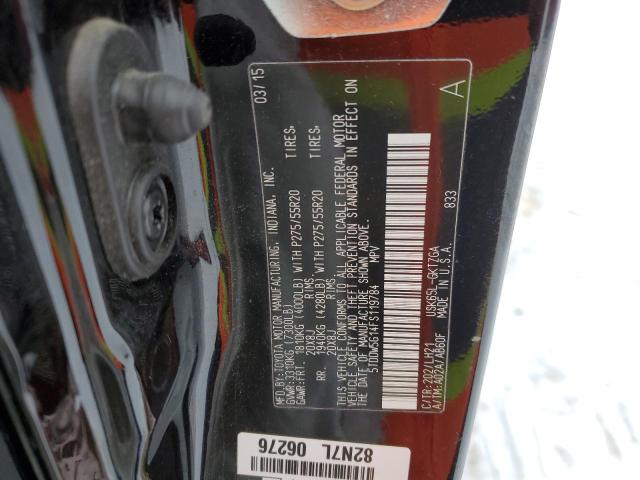 MFD.BY:TOYOTA MOTOR MANUFACTURING, INDIANA, INC. 03/15
GVWR:3310KG(7300LB)
GAWR:FRT. 1810KG(4000LB) WITH P275/55R20 TIRES,
20X8J RIMS,
RR. 1940KG(4280LB) WITH P275/55R20 TIRES,
20X8J RIMS,
THIS VEHICLE CONFORMS TO ALL APPLICABLE FEDERAL MOTOR
VEHICLE SAFETY AND THEFT PREVENTION STANDARDS IN EFFECT ON
THE DATE OF MANUFACTURE SHOWN ABOVE.
5TDDW5G14FS119784 MPV
A
C/TR:202/LH21 USK65L-GKTZGA 833
A/TM:A02A/AB60F MADE IN U.S.A.
82N7L
06276